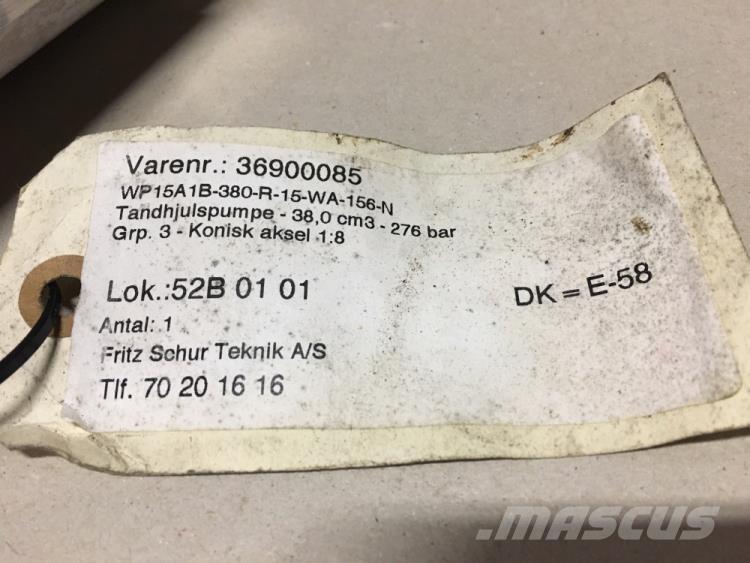 Varenr.: 36900085
WP15A1B-380-R-15-WA-156-N
Tandhjulspumpe - 38,0 cm3 - 276 bar
Grp. 3 - Konisk aksel 1:8
Lok.:52B 01 01
DK = E-58
Antal: 1
Fritz Schur Teknik A/S
Tlf. 70 20 16 16
MASCUS